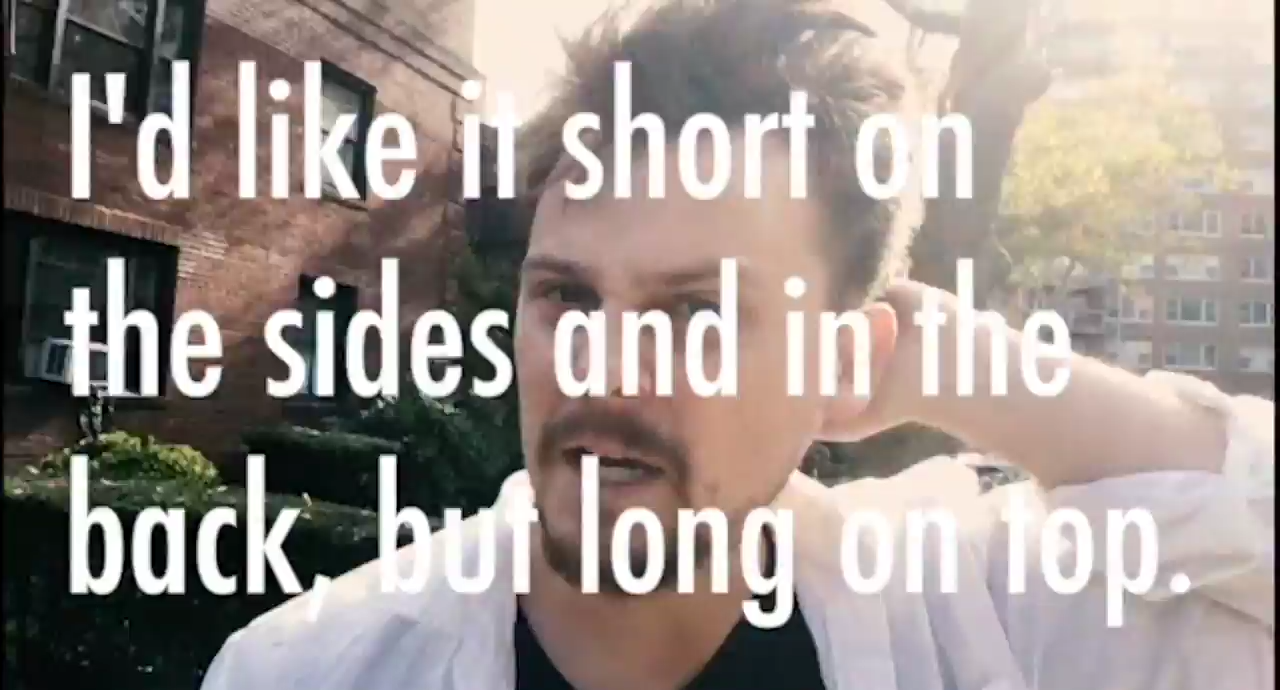 I'd like it short on
the sides and in the
back, but long on top.